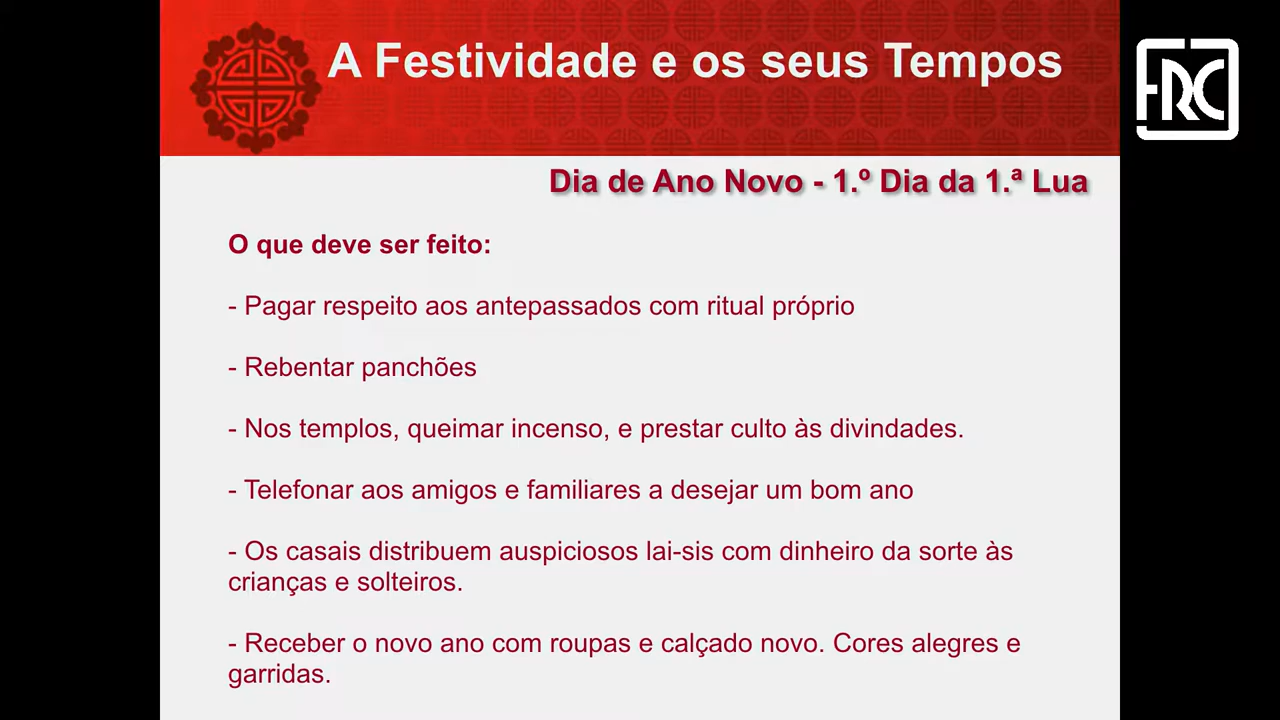 A Festividade e os seus Tempos
FRC
Dia de Ano Novo - 1.º Dia da 1.ª Lua
O que deve ser feito:
- Pagar respeito aos antepassados com ritual próprio
- Rebentar panchões
- Nos templos, queimar incenso, e prestar culto às divindades.
- Telefonar aos amigos e familiares a desejar um bom ano
- Os casais distribuem auspiciosos lai-sis com dinheiro da sorte às
crianças e solteiros.
- Receber o novo ano com roupas e calçado novo. Cores alegres e
garridas.